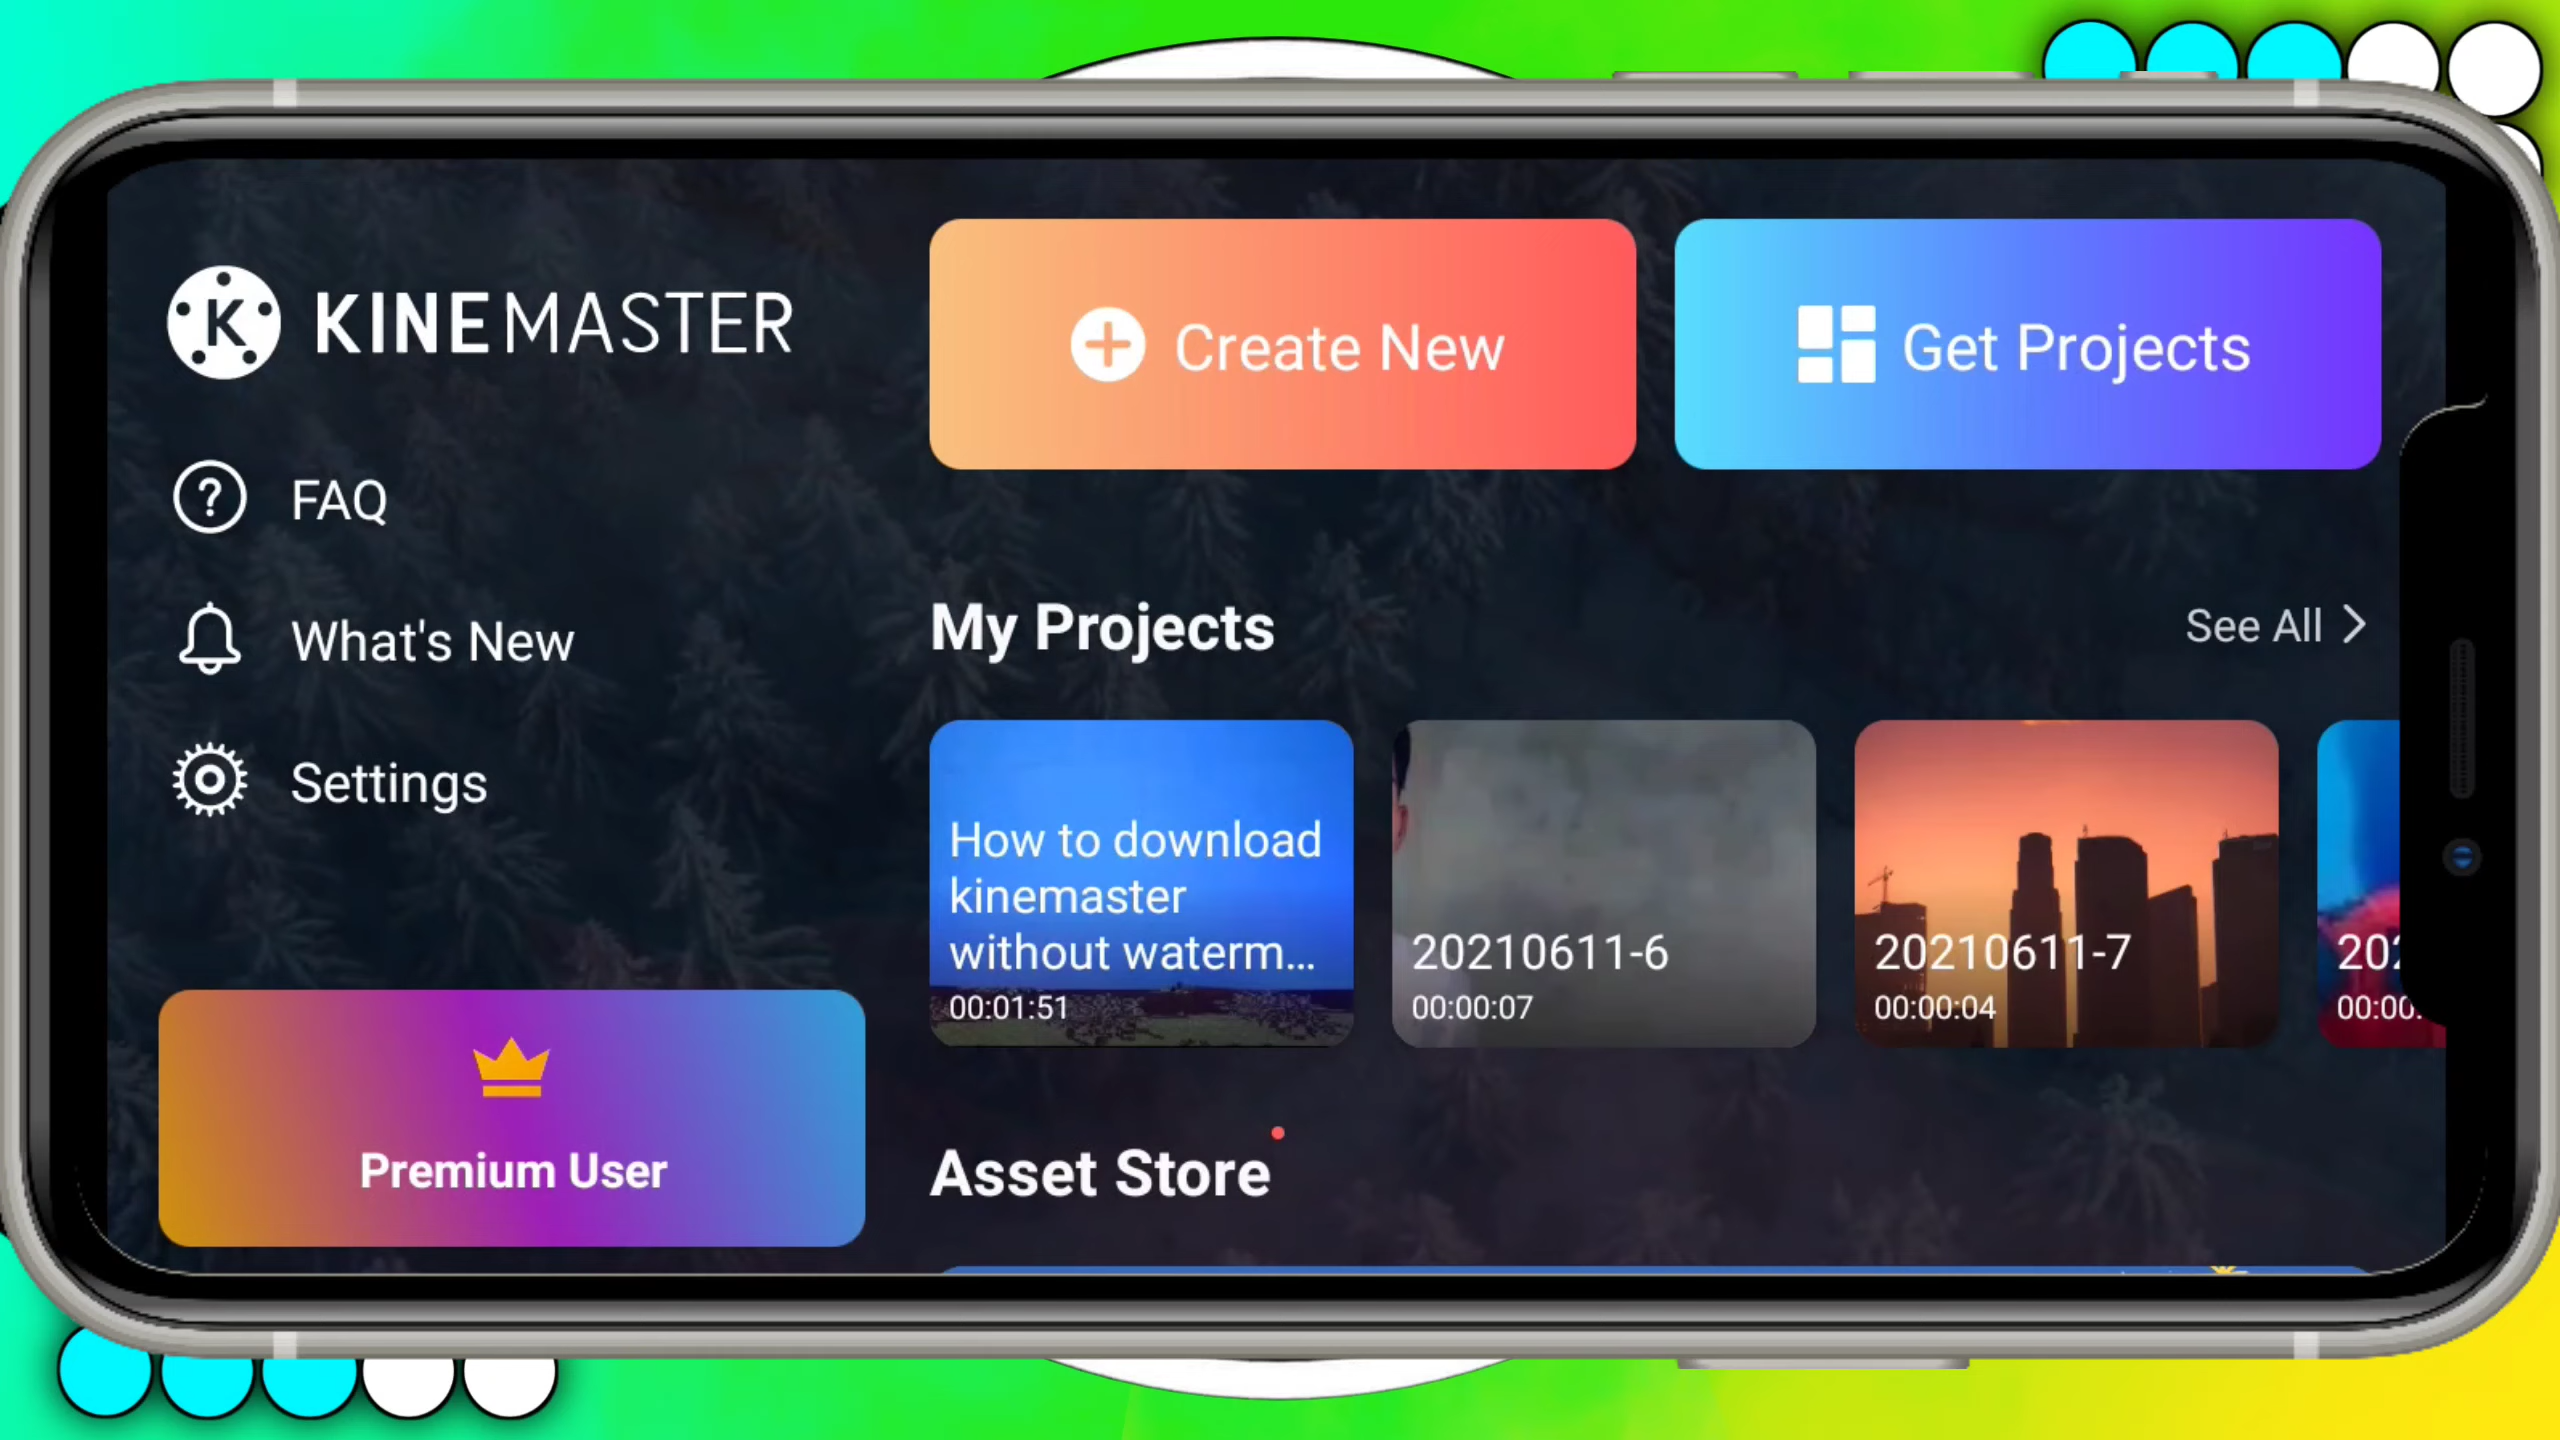 KINEMASTER
FAQ
What's New
Settings
Premium User
Create New
Get Projects
My Projects
See All
How to download
kinemaster
without waterm...
00:01:51
20210611-6
00:00:07
20210611-7
00:00:04
Asset Store